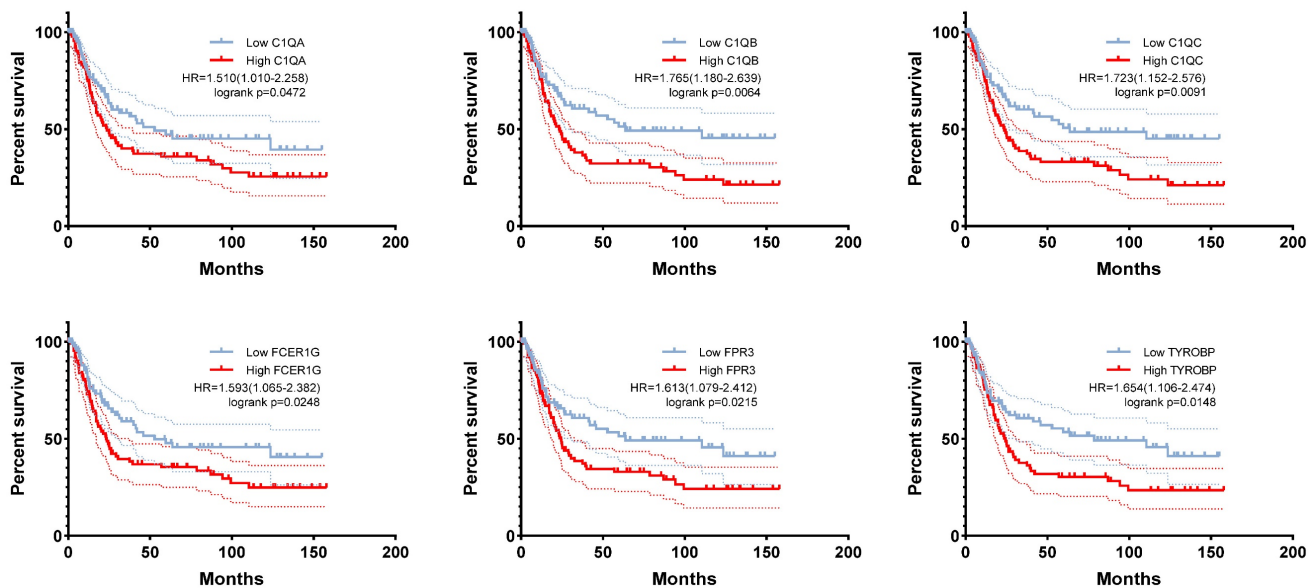 100
50
0
Percent survival
Low C1QA
High C1QA
HR=1.510(1.010-2.258)
logrank p=0.0472
0 50 100 150 200
Months
100
50
0
Percent survival
Low C1QB
High C1QB
HR=1.765(1.180-2.639)
logrank p=0.0064
0 50 100 150 200
Months
100
50
0
Percent survival
Low C1QC
High C1QC
HR=1.723(1.152-2.576)
logrank p=0.0091
0 50 100 150 200
Months
100
50
0
Percent survival
Low FCER1G
High FCER1G
HR=1.593(1.065-2.382)
logrank p=0.0248
0 50 100 150 200
Months
100
50
0
Percent survival
Low FPR3
High FPR3
HR=1.613(1.079-2.412)
logrank p=0.0215
0 50 100 150 200
Months
100
50
0
Percent survival
Low TYROBP
High TYROBP
HR=1.654(1.106-2.474)
logrank p=0.0148
0 50 100 150 200
Months